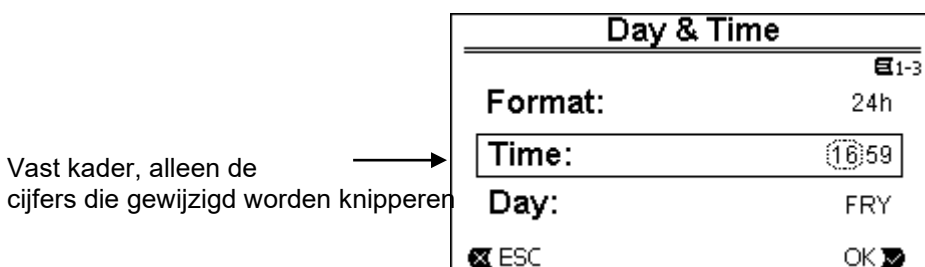 Day & Time
1-3
Format: 24h
Time: 16:59
Day: FRY
ESC OK
Vast kader, alleen de
cijfers die gewijzigd worden knipperen